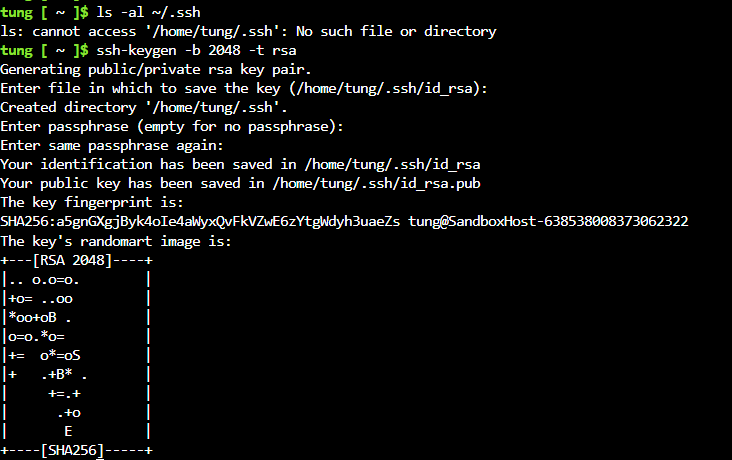 tung [ ~ ]$ ls -al ~/.ssh
ls: cannot access '/home/tung/.ssh': No such file or directory
tung [ ~ ]$ ssh-keygen -b 2048 -t rsa
Generating public/private rsa key pair.
Enter file in which to save the key (/home/tung/.ssh/id_rsa):
Created directory '/home/tung/.ssh'.
Enter passphrase (empty for no passphrase):
Enter same passphrase again:
Your identification has been saved in /home/tung/.ssh/id_rsa
Your public key has been saved in /home/tung/.ssh/id_rsa.pub
The key fingerprint is:
SHA256:a5gnGXgjByk4oIe4aWyxQvFkVZwE6zYtgWdyh3uaeZs tung@SandboxHost-638538008373062322
The key's randomart image is:
+---[RSA 2048]----+
|.. o.o=o.        |
|+o= ..oo         |
|*oo+oB .         |
|o=o.*o=          |
|+=  o*=oS        |
|+   .+B* .       |
|     +=.+        |
|      .+o        |
|       E         |
+----[SHA256]-----+